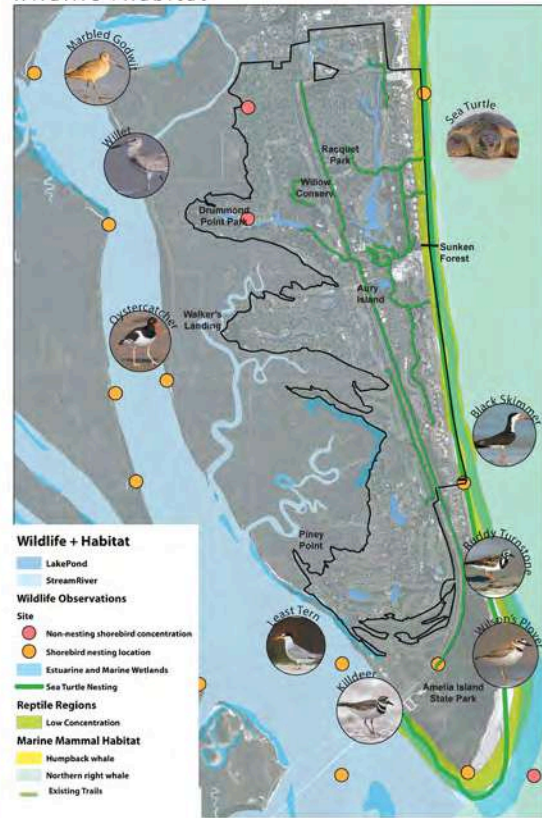 Marbled Godwit
Willet
Sea Turtle
Racquet
Park
Willow
Conserv.
Drummond
Point Park
Sunken
Forest
Aury
Island
Walker's
Landing
Oystercatcher
Black Skimmer
Piney
Point
Ruddy Turnstone
Least Tern
Wilson's Plover
Killdeer
Amelia Island
State Park
Wildlife + Habitat
LakePond
StreamRiver
Wildlife Observations
Site
Non-nesting shorebird concentration
Shorebird nesting location
Estuarine and Marine Wetlands
Sea Turtle Nesting
Reptile Regions
Low Concentration
Marine Mammal Habitat
Humpback whale
Northern right whale
Existing Trails